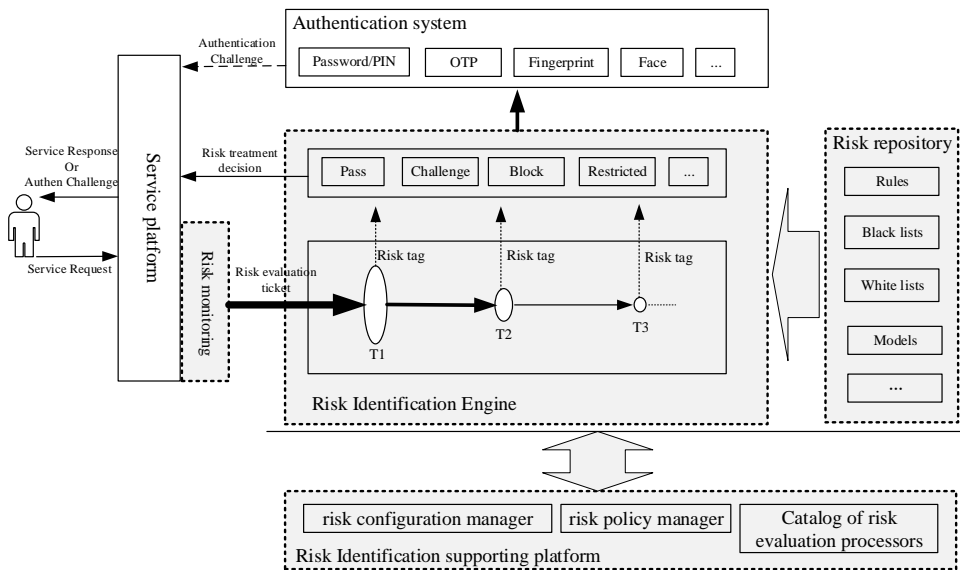 Authentication system
Password/PIN
OTP
Fingerprint
Face
...
Authentication
Challenge
Service Response
Or
Authen Challenge
Service Request
Service platform
Risk monitoring
Risk treatment
decision
Risk evaluation
ticket
Pass
Challenge
Block
Restricted
...
Risk tag
Risk tag
Risk tag
T1
T2
T3
Risk Identification Engine
Risk repository
Rules
Black lists
White lists
Models
...
risk configuration manager
risk policy manager
Catalog of risk
evaluation processors
Risk Identification supporting platform